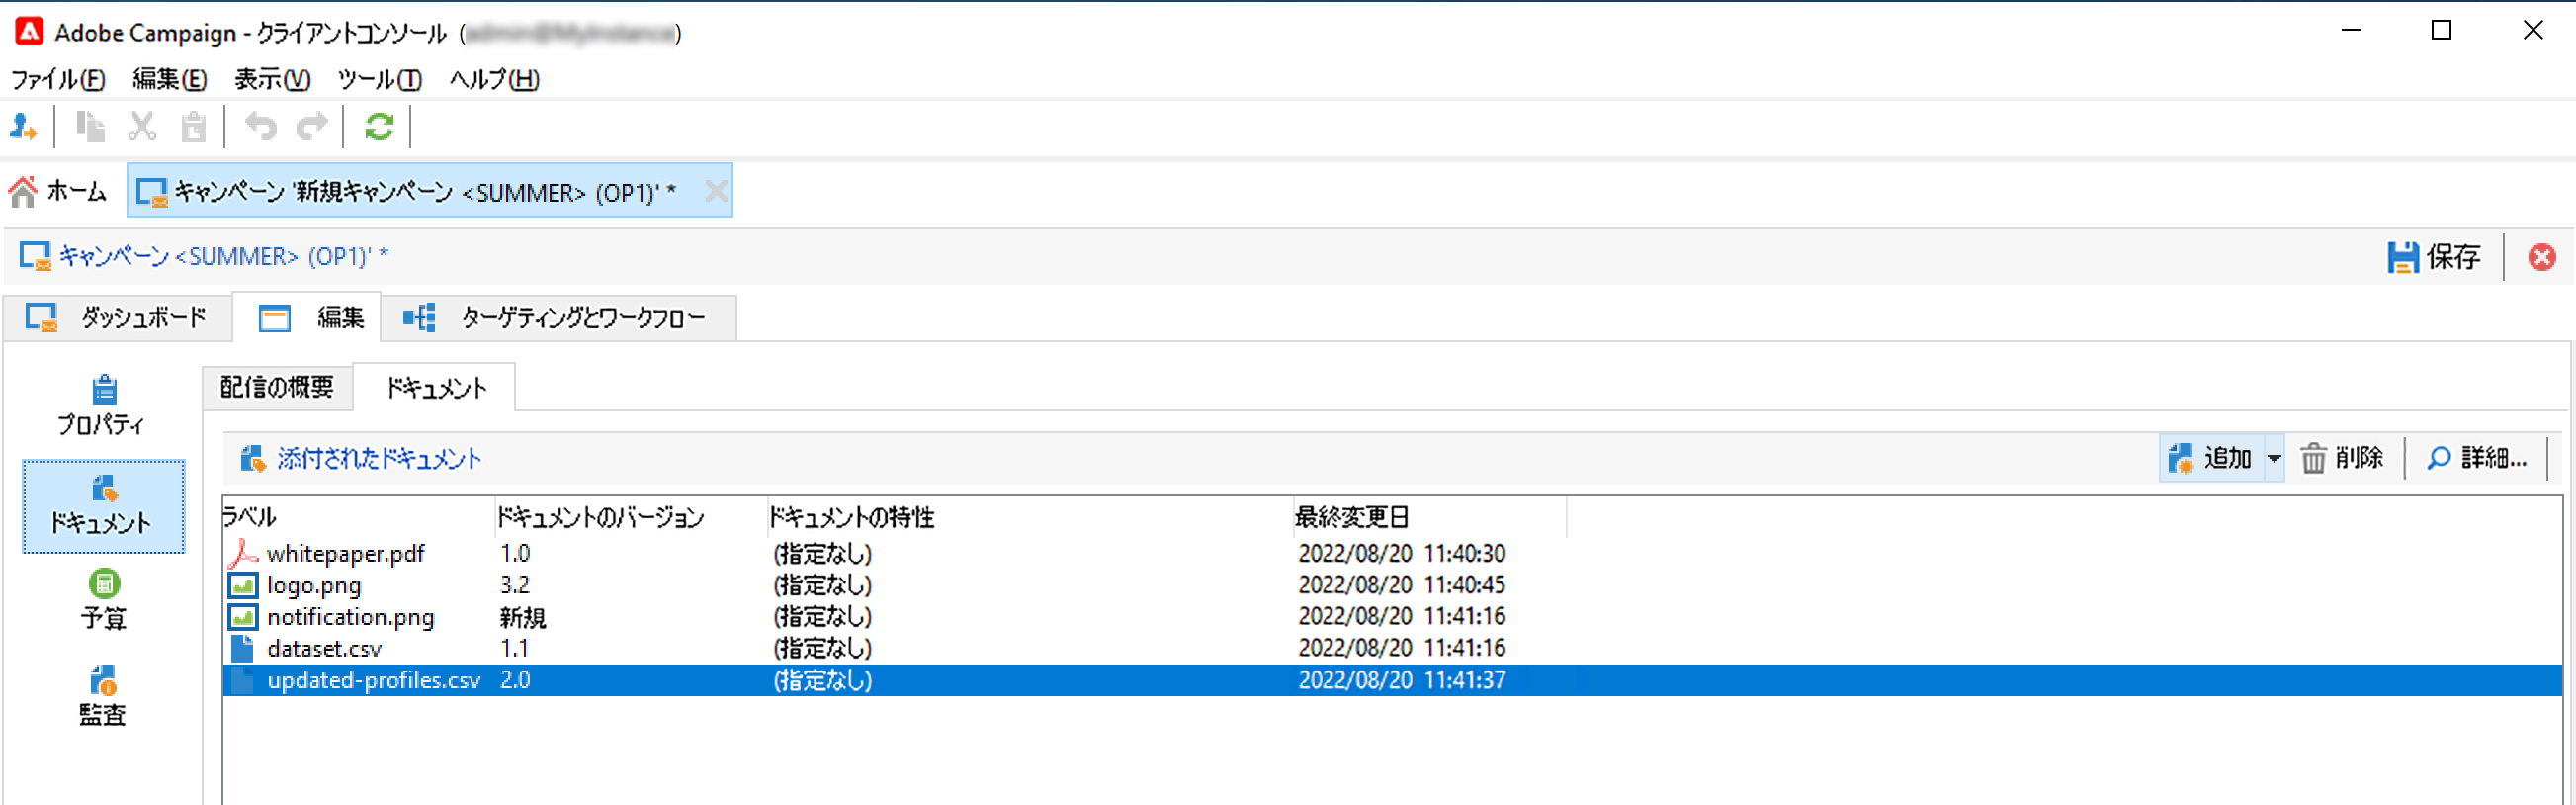 Adobe Campaign - クライアントコンソール ( )
ファイル(F) 編集(E) 表示(V) ツール(T) ヘルプ(H)
ホーム キャンペーン '新規キャンペーン <SUMMER> (OP1)' *
キャンペーン <SUMMER> (OP1)' * 保存
ダッシュボード 編集 ターゲティングとワークフロー
プロパティ
ドキュメント
予算
監査
配信の概要 ドキュメント
添付されたドキュメント 追加 削除 詳細...
ラベル ドキュメントのバージョン ドキュメントの特性 最終変更日
whitepaper.pdf 1.0 (指定なし) 2022/08/20 11:40:30
logo.png 3.2 (指定なし) 2022/08/20 11:40:45
notification.png 新規 (指定なし) 2022/08/20 11:41:16
dataset.csv 1.1 (指定なし) 2022/08/20 11:41:16
updated-profiles.csv 2.0 (指定なし) 2022/08/20 11:41:37